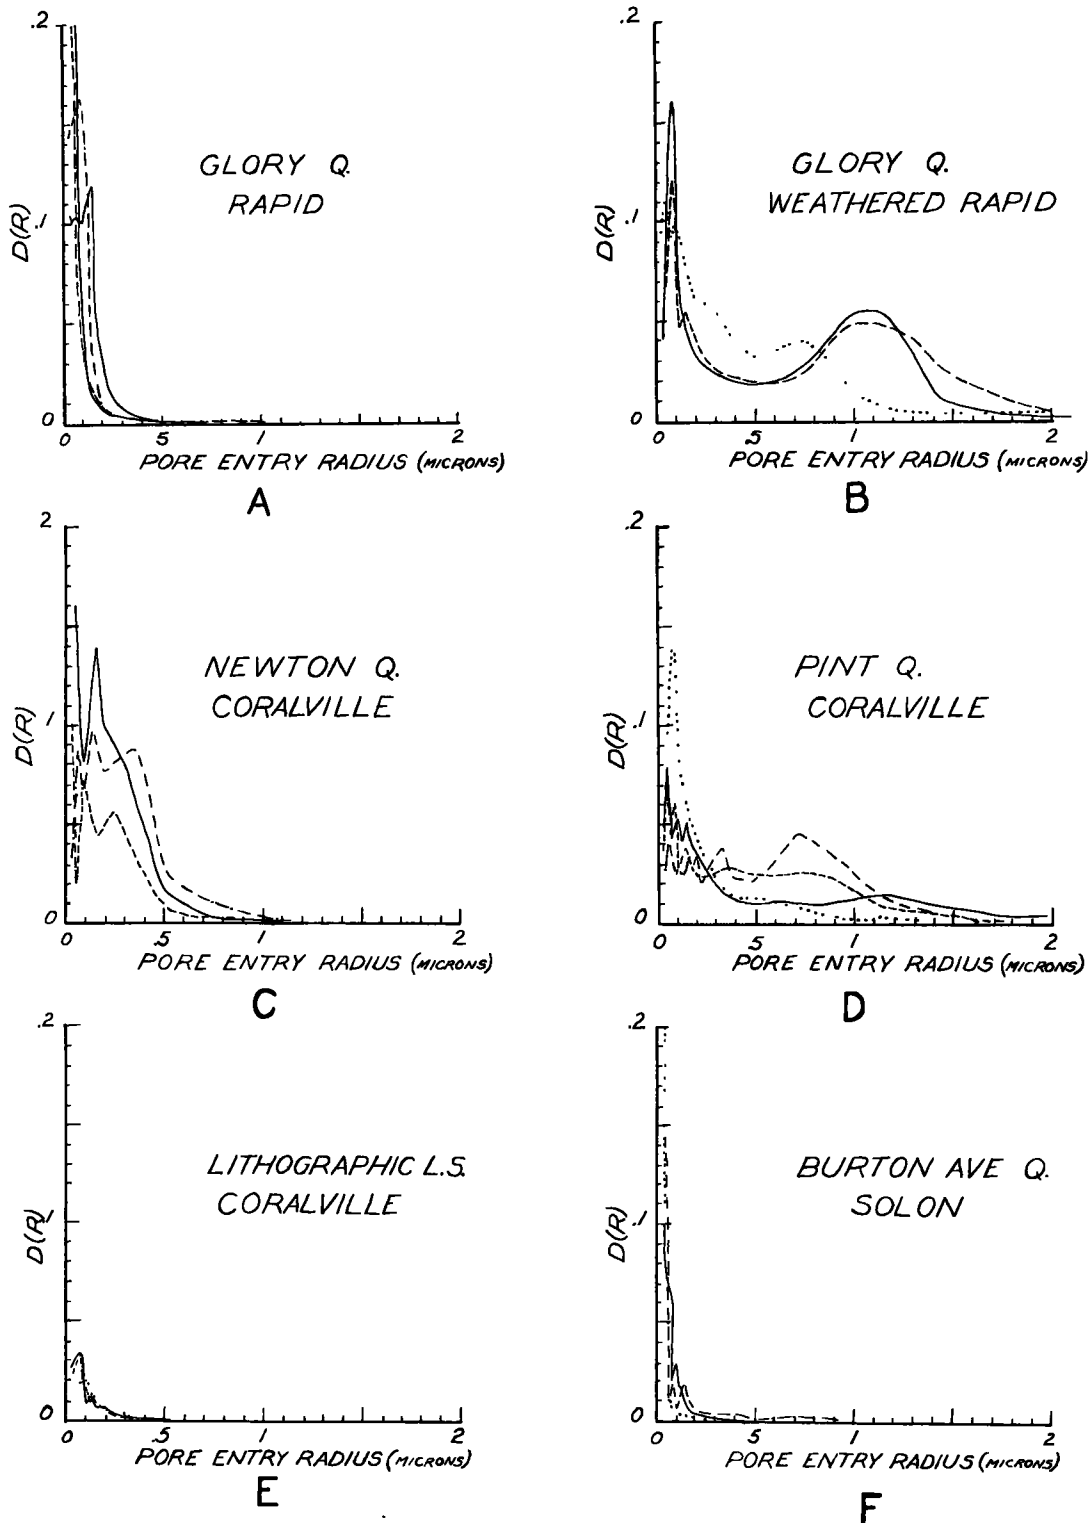 .2
GLORY Q.
RAPID
.1
D(R)
0
0 .5 1 2
PORE ENTRY RADIUS (MICRONS)
A
.2
GLORY Q.
WEATHERED RAPID
.1
D(R)
0
0 .5 1 2
PORE ENTRY RADIUS (MICRONS)
B
2
NEWTON Q.
CORALVILLE
.1
D(R)
0
0 .5 1 2
PORE ENTRY RADIUS (MICRONS)
C
.2
PINT Q.
CORALVILLE
.1
D(R)
0
0 .5 1 2
PORE ENTRY RADIUS (MICRONS)
D
.2
LITHOGRAPHIC L.S.
CORALVILLE
.1
D(R)
0
0 .5 1 2
PORE ENTRY RADIUS (MICRONS)
E
.2
BURTON AVE Q.
SOLON
.1
D(R)
0
0 .5 1 2
PORE ENTRY RADIUS (MICRONS)
F